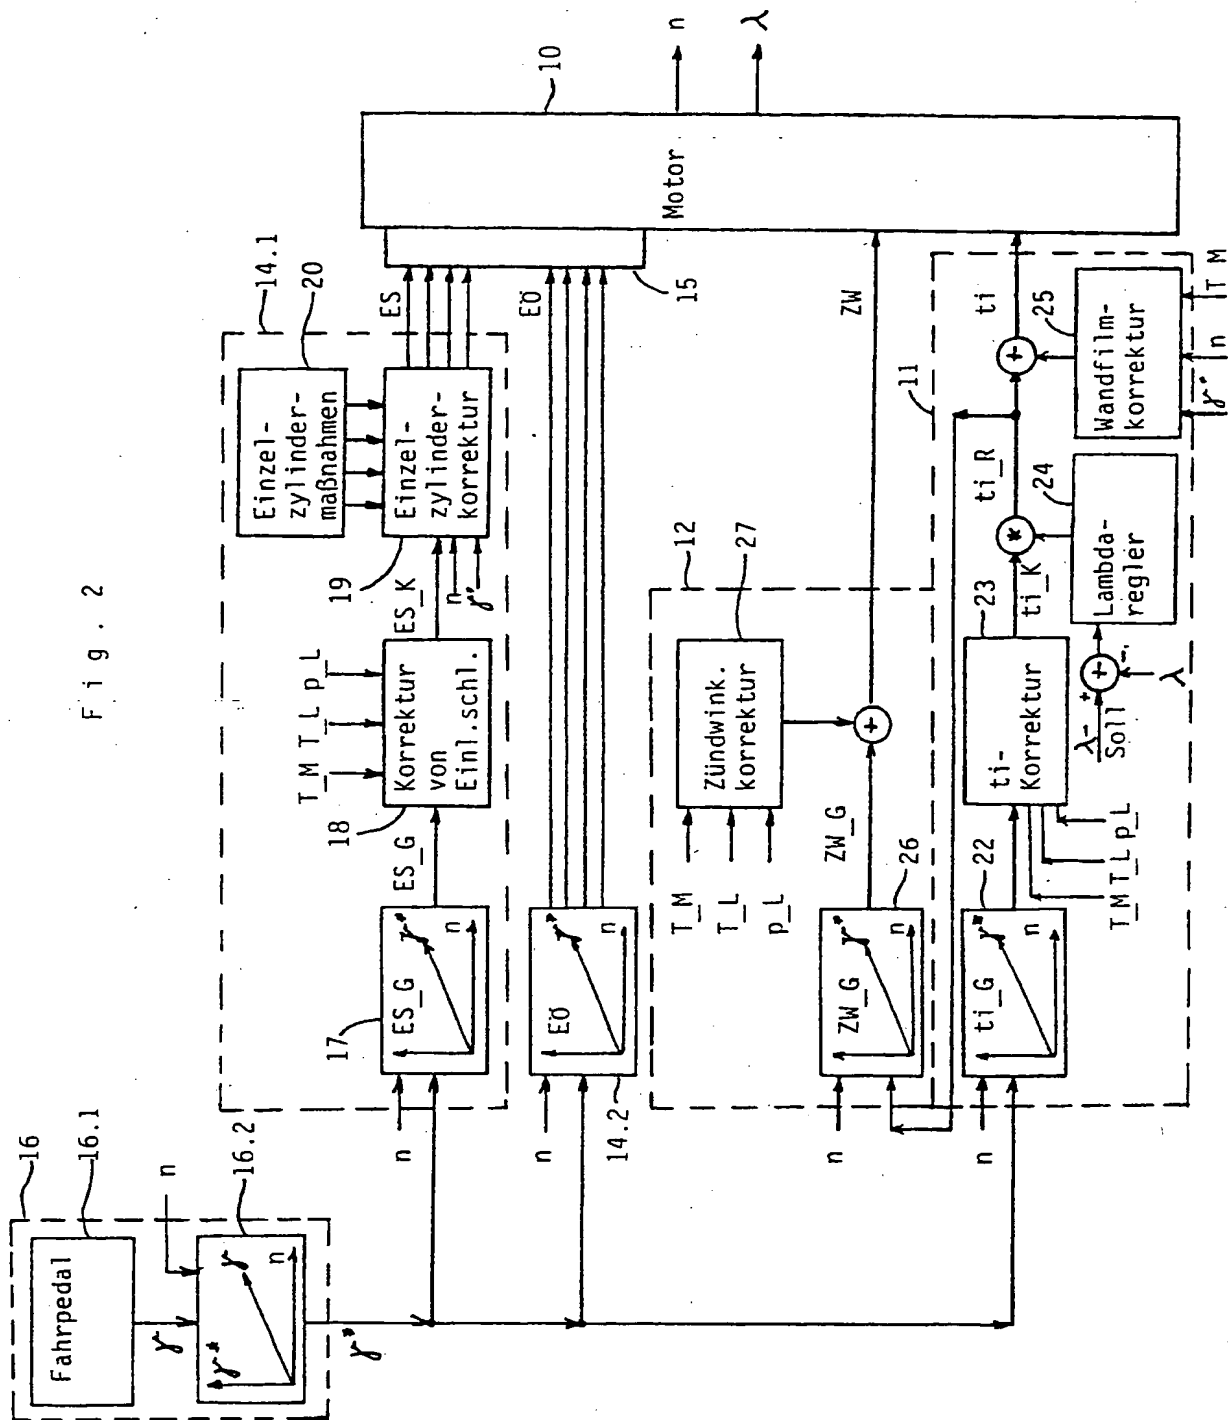 Fig. 2
16
Fahrpedal
16.1
γ
n
γ*
γ
n
16.2
γ*
14.1
n
17
ES_G
γ*
n
ES_G
T_M T_L p_L
Korrektur
von
Einl.schl.
18
ES_K
n
γ*
Einzel-
zylinder-
maßnahmen
20
Einzel-
zylinder-
korrektur
19
ES
n
EÖ
γ*
n
14.2
EÖ
15
Motor
10
n
λ
12
T_M
T_L
p_L
Zündwink.
korrektur
27
n
ZW_G
γ*
n
26
ZW_G
+
ZW
11
n
ti_G
γ*
n
22
T_M T_L p_L
ti-
Korrektur
23
ti_K
*
ti_R
+
ti
λ-
Soll
+
+
-
λ
Lambda-
regler
24
Wandfilm-
korrektur
25
γ*
n
T M